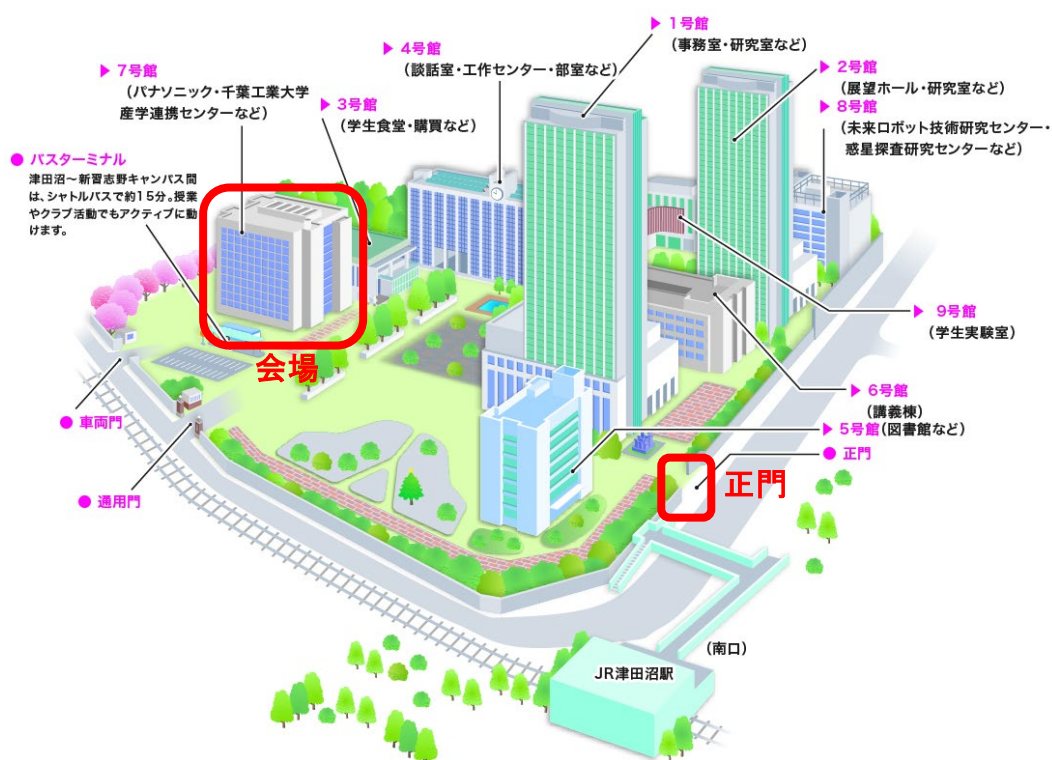 ▶ 1号館
(事務室・研究室など)
▶ 4号館
(談話室・工作センター・部室など)
▶ 2号館
(展望ホール・研究室など)
▶ 7号館
(パナソニック・千葉工業大学
産学連携センターなど)
▶ 3号館
(学生食堂・購買など)
▶ 8号館
(未来ロボット技術研究センター・
惑星探査研究センターなど)
● バスターミナル
津田沼～新習志野キャンパス間
は、シャトルバスで約15分。授業
やクラブ活動でもアクティブに動
けます。
▶ 9号館
(学生実験室)
会場
▶ 6号館
(講義棟)
● 車両門
▶ 5号館(図書館など)
● 正門
正門
● 通用門
(南口)
JR津田沼駅